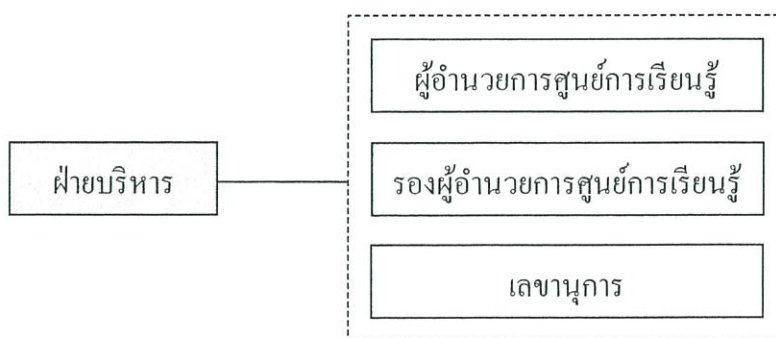 ผู้อำนวยการศูนย์การเรียนรู้
ฝ่ายบริหาร
รองผู้อำนวยการศูนย์การเรียนรู้
เลขานุการ